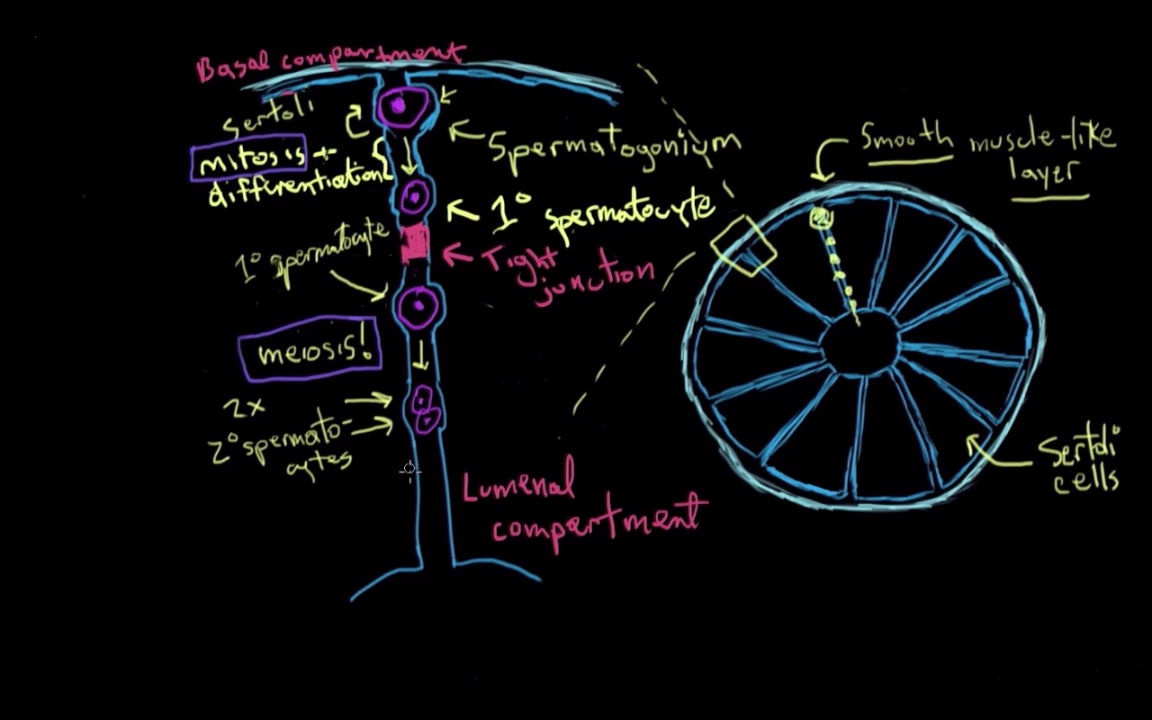 Basal compartment
Sertoli
mitosis +
differentiation
Spermatogonium
1° spermatocyte
1° spermatocyte
Tight
junction
meiosis!
2x
2° spermato-
cytes
Lumenal
compartment
Smooth muscle-like
layer
Sertoli
cells